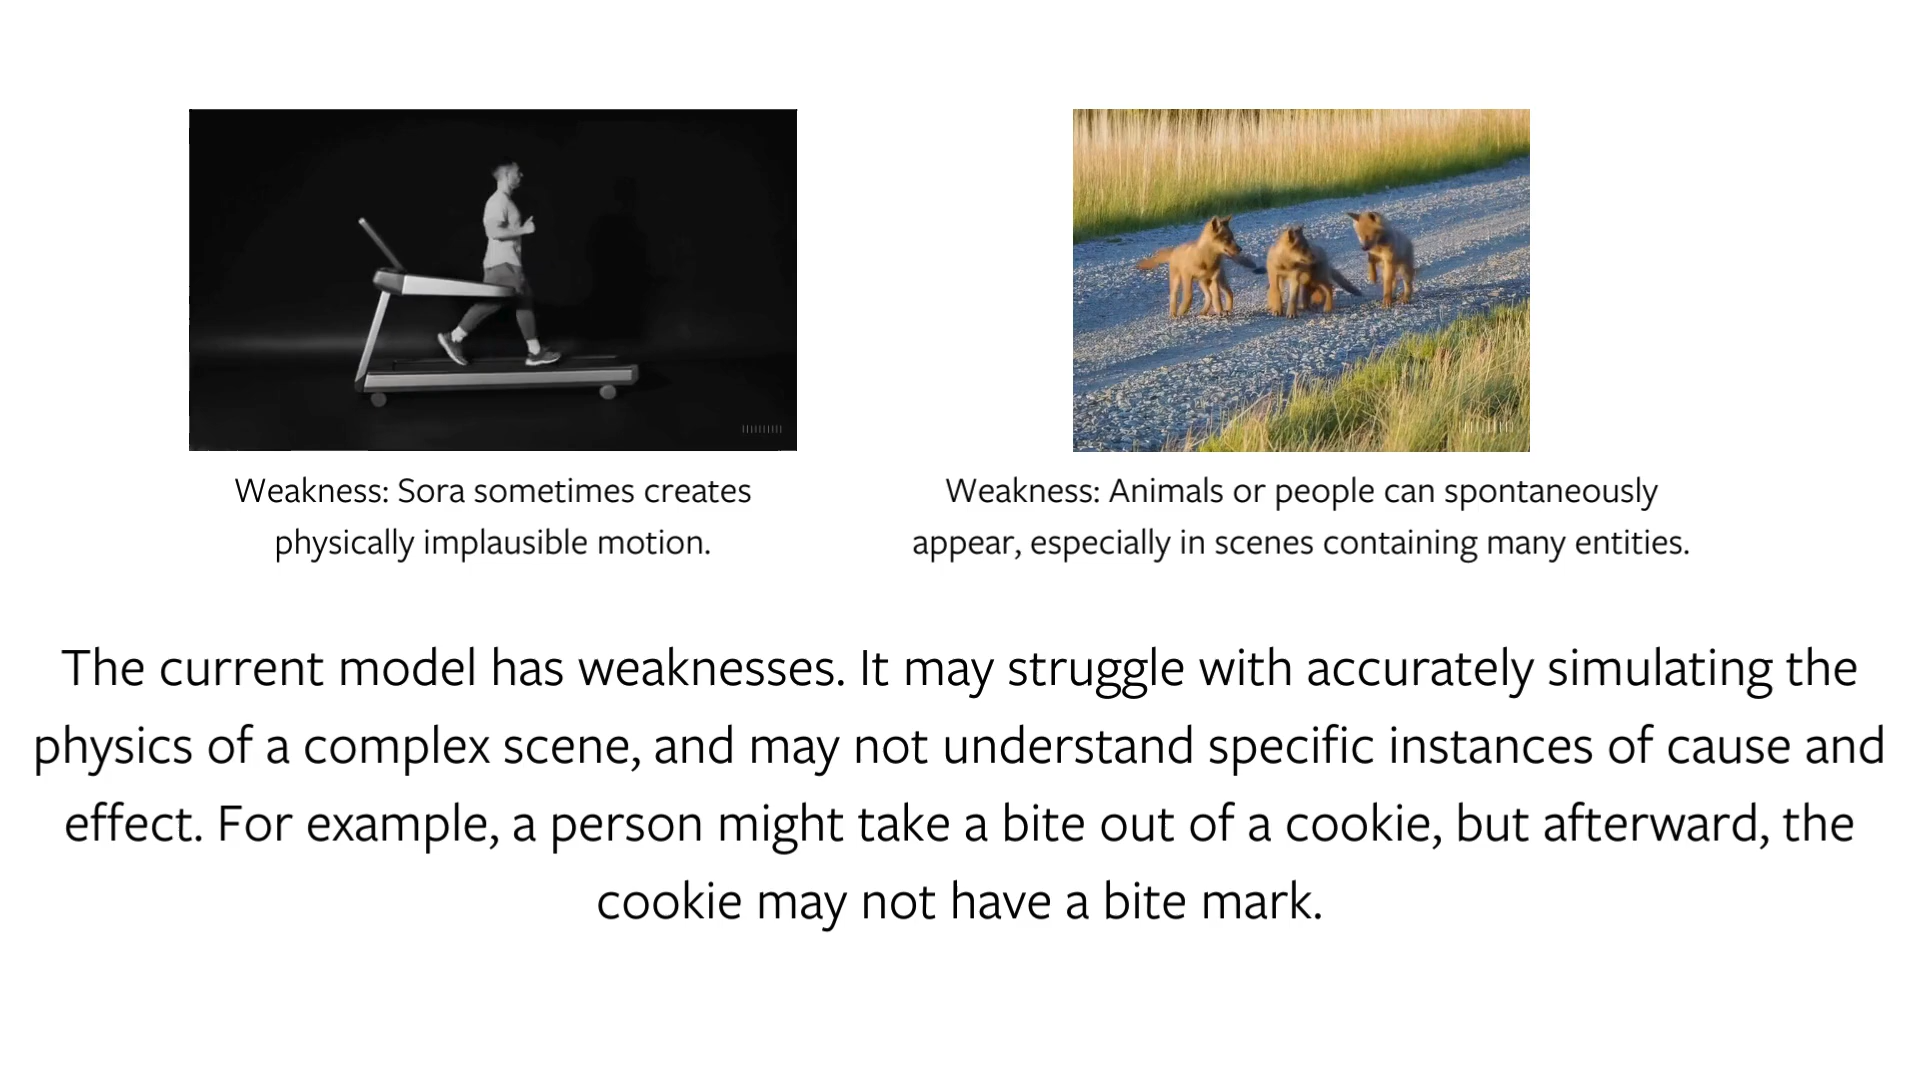 Weakness: Sora sometimes creates
physically implausible motion.
Weakness: Animals or people can spontaneously
appear, especially in scenes containing many entities.
The current model has weaknesses. It may struggle with accurately simulating the
physics of a complex scene, and may not understand specific instances of cause and
effect. For example, a person might take a bite out of a cookie, but afterward, the
cookie may not have a bite mark.